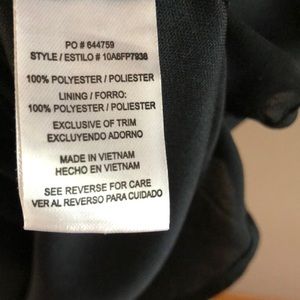 PO # 644759
STYLE / ESTILO # 10A6FP7938
100% POLYESTER / POLIESTER
LINING / FORRO:
100% POLYESTER / POLIESTER
EXCLUSIVE OF TRIM
EXCLUYENDO ADORNO
MADE IN VIETNAM
HECHO EN VIETNAM
SEE REVERSE FOR CARE
VER AL REVERSO PARA CUIDADO